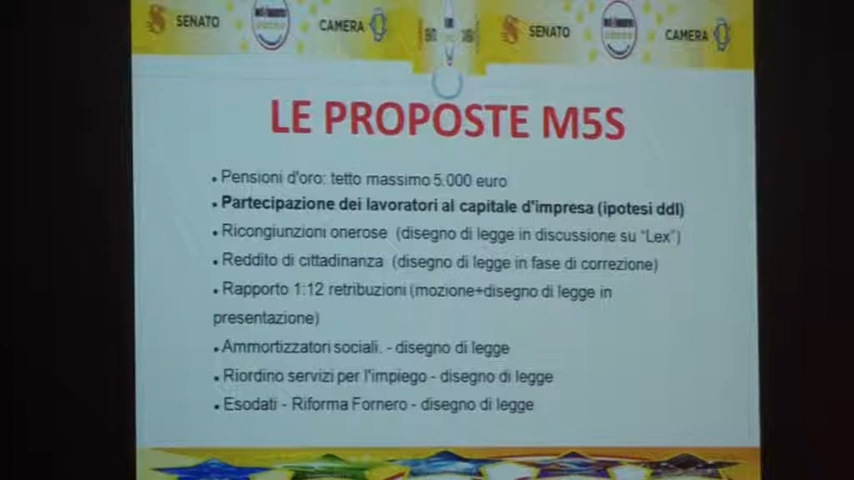 SENATO CAMERA SENATO CAMERA
LE PROPOSTE M5S
• Pensioni d'oro: tetto massimo 5.000 euro
• Partecipazione dei lavoratori al capitale d'impresa (ipotesi ddl)
• Ricongiunzioni onerose (disegno di legge in discussione su "Lex")
• Reddito di cittadinanza (disegno di legge in fase di correzione)
• Rapporto 1:12 retribuzioni (mozione+disegno di legge in
presentazione)
• Ammortizzatori sociali. - disegno di legge
• Riordino servizi per l'impiego - disegno di legge
• Esodati - Riforma Fornero - disegno di legge